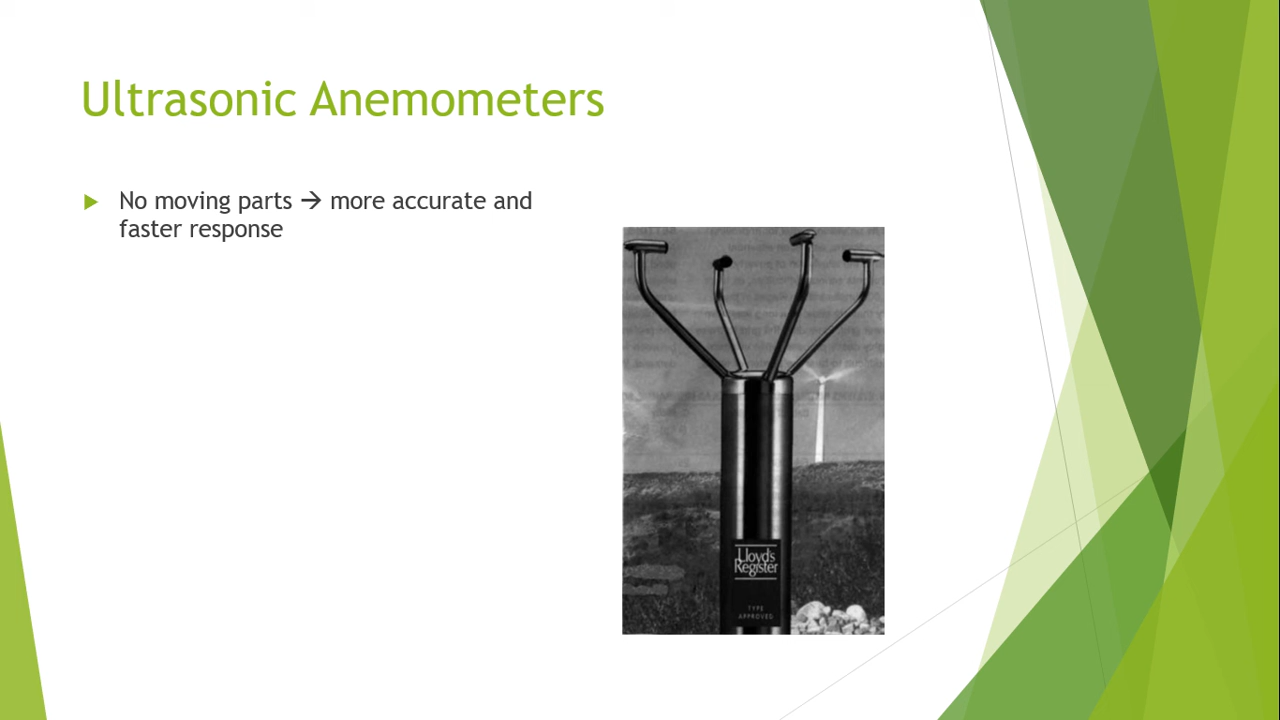 Ultrasonic Anemometers
No moving parts → more accurate and
faster response
Lloyd's
Register
TYPE
APPROVED